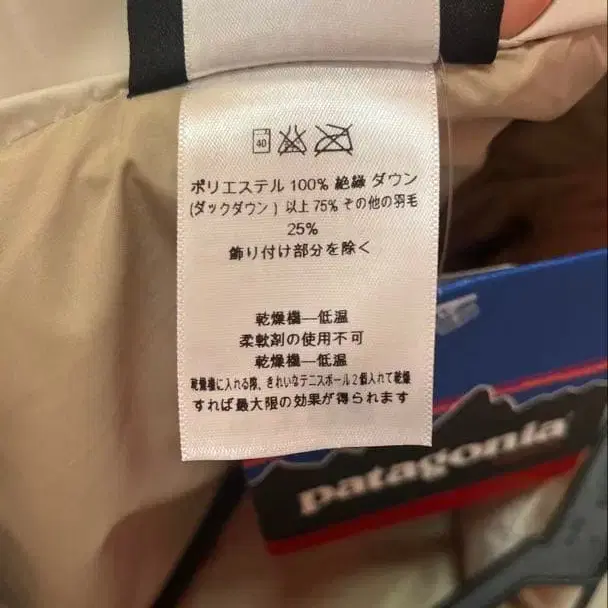 40
ポリエステル 100% 絶縁 ダウン
(ダックダウン ) 以上 75% その他の羽毛
25%
飾り付け部分を除く
乾燥機―低温
柔軟剤の使用不可
乾燥機―低温
乾燥機に入れる際、きれいなテニスボール2個入れて乾燥
すれば最大限の効果が得られます
patagonia